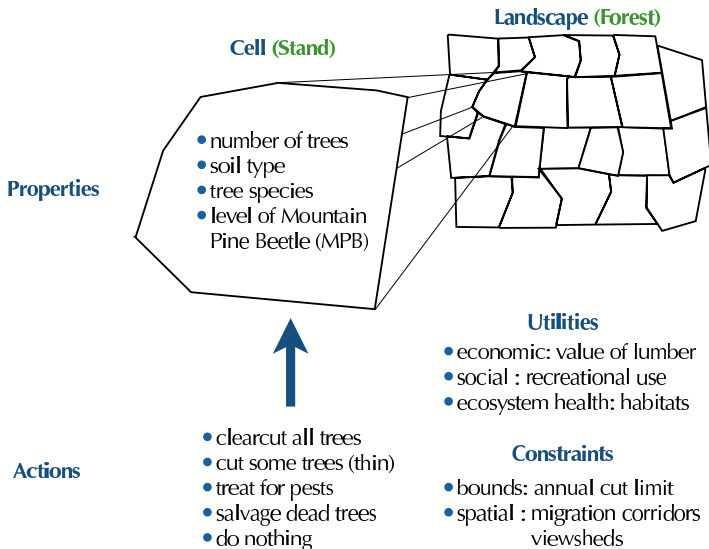 Landscape (Forest)
Cell (Stand)
Properties
• number of trees
• soil type
• tree species
• level of Mountain
Pine Beetle (MPB)
Utilities
• economic: value of lumber
• social : recreational use
• ecosystem health: habitats
Actions
• clearcut all trees
• cut some trees (thin)
• treat for pests
• salvage dead trees
• do nothing
Constraints
• bounds: annual cut limit
• spatial : migration corridors
viewsheds